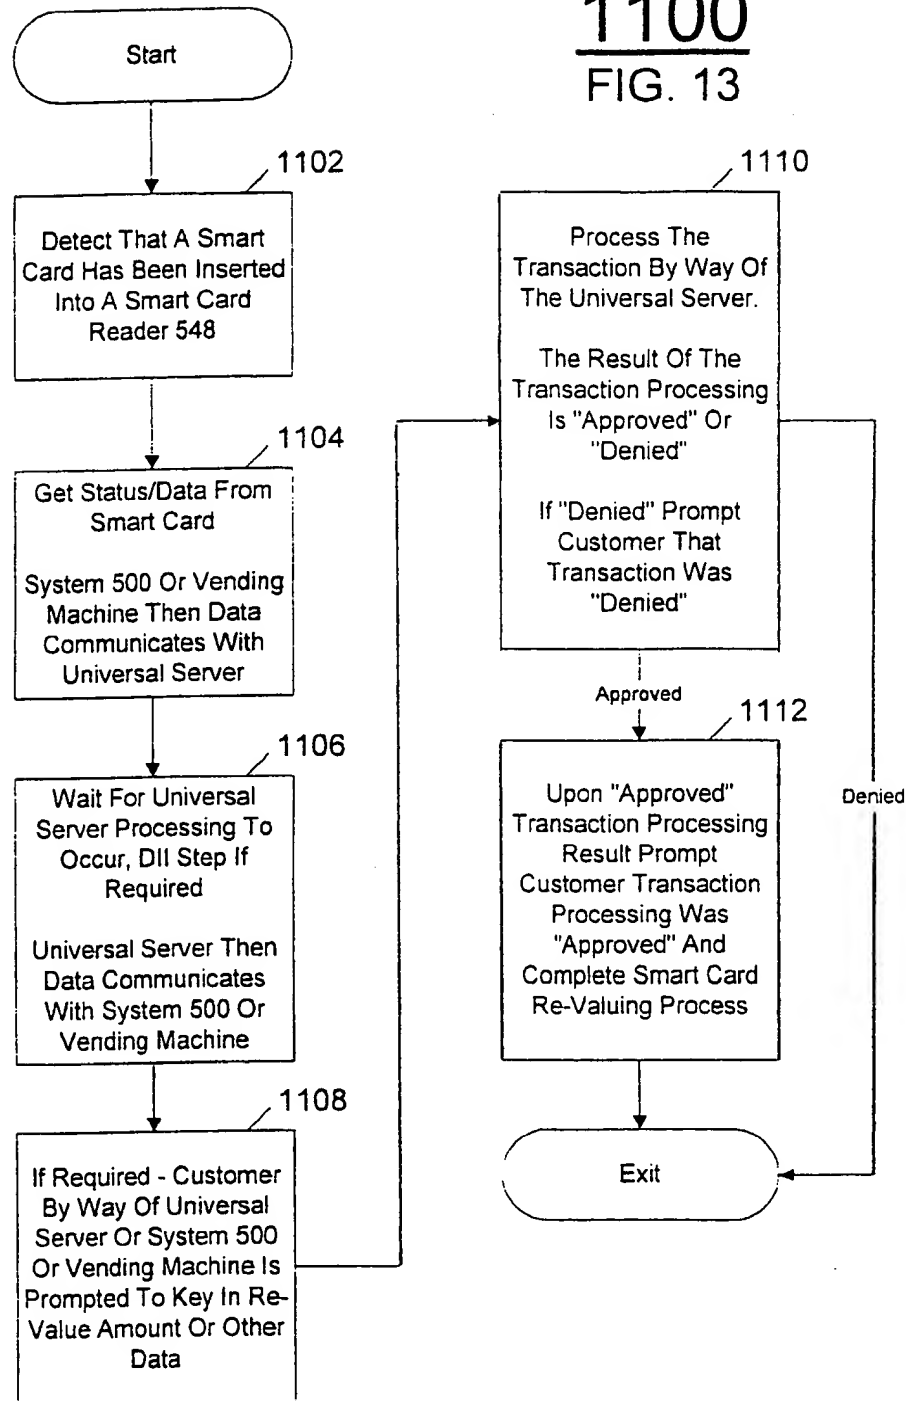 1100
FIG. 13
Start
1102
Detect That A Smart
Card Has Been Inserted
Into A Smart Card
Reader 548
1104
Get Status/Data From
Smart Card
System 500 Or Vending
Machine Then Data
Communicates With
Universal Server
1106
Wait For Universal
Server Processing To
Occur, DII Step If
Required
Universal Server Then
Data Communicates
With System 500 Or
Vending Machine
1108
If Required - Customer
By Way Of Universal
Server Or System 500
Or Vending Machine Is
Prompted To Key In Re-
Value Amount Or Other
Data
1110
Process The
Transaction By Way Of
The Universal Server.
The Result Of The
Transaction Processing
Is "Approved" Or
"Denied"
If "Denied" Prompt
Customer That
Transaction Was
"Denied"
Approved
Denied
1112
Upon "Approved"
Transaction Processing
Result Prompt
Customer Transaction
Processing Was
"Approved" And
Complete Smart Card
Re-Valuing Process
Exit